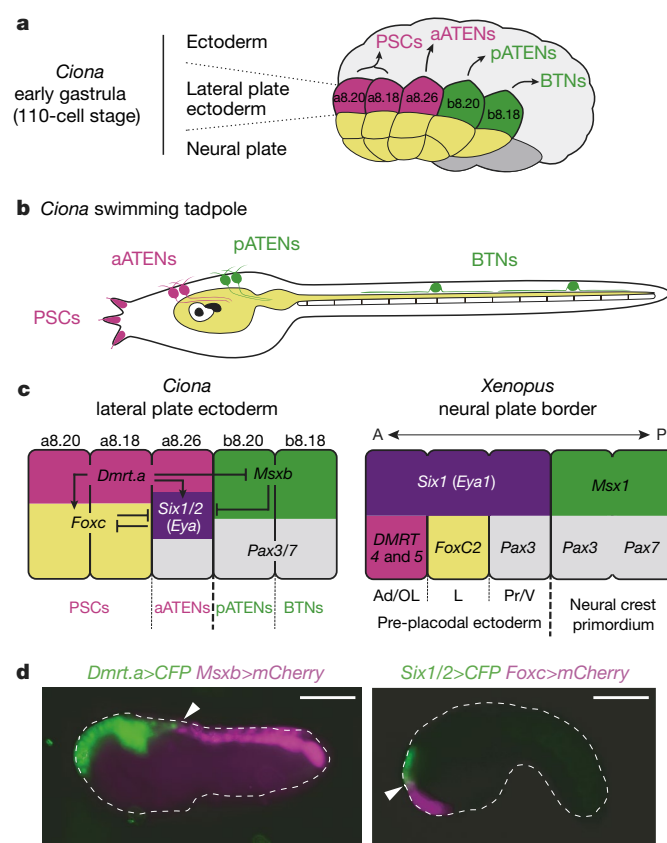 a
PSCs aATENs pATENs BTNs
Ciona
early gastrula
(110-cell stage)
Ectoderm
Lateral plate
ectoderm
Neural plate
a8.20 a8.18 a8.26 b8.20 b8.18
b Ciona swimming tadpole
aATENs pATENs BTNs
PSCs
c
Ciona
lateral plate ectoderm
a8.20 a8.18 a8.26 b8.20 b8.18
Dmrt.a Msxb
Foxc Six1/2
(Eya)
Pax3/7
PSCs aATENs pATENs BTNs
Xenopus
neural plate border
A P
Six1 (Eya1) Msx1
DMRT
4 and 5 FoxC2 Pax3 Pax3 Pax7
Ad/OL L Pr/V
Pre-placodal ectoderm
Neural crest
primordium
d
Dmrt.a>CFP Msxb>mCherry
Six1/2>CFP Foxc>mCherry